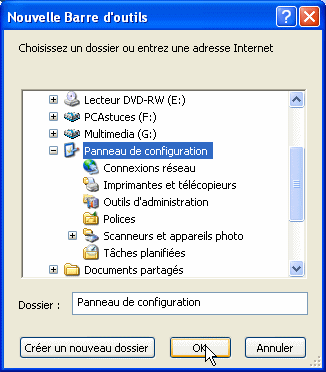 Nouvelle Barre d'outils
Choisissez un dossier ou entrez une adresse Internet
Lecteur DVD-RW (E:)
PCAstuces (F:)
Multimedia (G:)
Panneau de configuration
Connexions réseau
Imprimantes et télécopieurs
Outils d'administration
Polices
Scanneurs et appareils photo
Tâches planifiées
Documents partagés
Dossier : Panneau de configuration
Créer un nouveau dossier OK Annuler